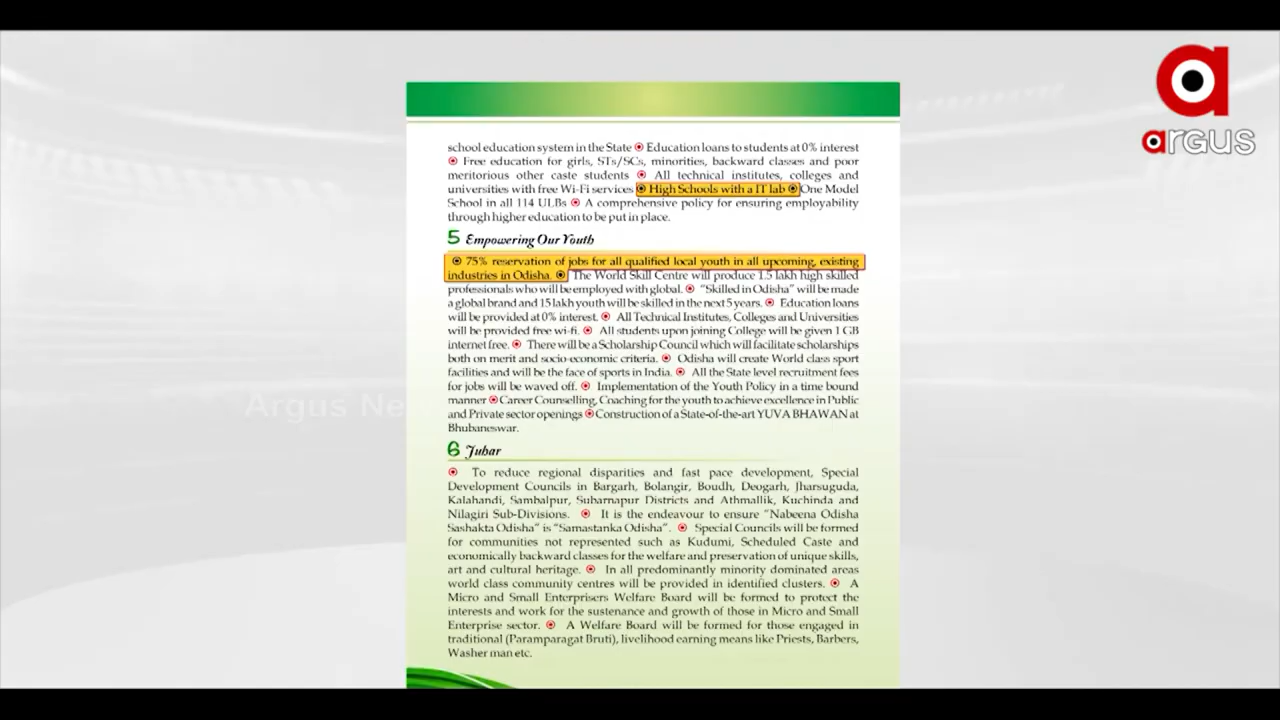 argus
school education system in the State ◉ Education loans to students at 0% interest
◉ Free education for girls, STs/SCs, minorities, backward classes and poor
meritorious other caste students ◉ All technical institutes, colleges and
universities with free Wi-Fi services ◉ High Schools with a IT lab ◉ One Model
School in all 114 ULBs ◉ A comprehensive policy for ensuring employability
through higher education to be put in place.
5 Empowering Our Youth
◉ 75% reservation of jobs for all qualified local youth in all upcoming, existing
industries in Odisha. ◉ The World Skill Centre will produce 1.5 lakh high skilled
professionals who will be employed with global. ◉ “Skilled in Odisha” will be made
a global brand and 15 lakh youth will be skilled in the next 5 years. ◉ Education loans
will be provided at 0% interest. ◉ All Technical Institutes, Colleges and Universities
will be provided free wi-fi. ◉ All students upon joining College will be given 1 GB
internet free. ◉ There will be a Scholarship Council which will facilitate scholarships
both on merit and socio-economic criteria. ◉ Odisha will create World class sport
facilities and will be the face of sports in India. ◉ All the State level recruitment fees
for jobs will be waved off. ◉ Implementation of the Youth Policy in a time bound
manner ◉ Career Counselling, Coaching for the youth to achieve excellence in Public
and Private sector openings ◉ Construction of a State-of-the-art YUVA BHAWAN at
Bhubaneswar.
Argus Ne
6 Juhar
◉ To reduce regional disparities and fast pace development, Special
Development Councils in Bargarh, Bolangir, Boudh, Deogarh, Jharsuguda,
Kalahandi, Sambalpur, Subarnapur Districts and Athmallik, Kuchinda and
Nilagiri Sub-Divisions. ◉ It is the endeavour to ensure “Nabeena Odisha
Sashakta Odisha” is “Samastanka Odisha”. ◉ Special Councils will be formed
for communities not represented such as Kudumi, Scheduled Caste and
economically backward classes for the welfare and preservation of unique skills,
art and cultural heritage. ◉ In all predominantly minority dominated areas
world class community centres will be provided in identified clusters. ◉ A
Micro and Small Enterprisers Welfare Board will be formed to protect the
interests and work for the sustenance and growth of those in Micro and Small
Enterprise sector. ◉ A Welfare Board will be formed for those engaged in
traditional (Paramparagat Bruti), livelihood earning means like Priests, Barbers,
Washer man etc.